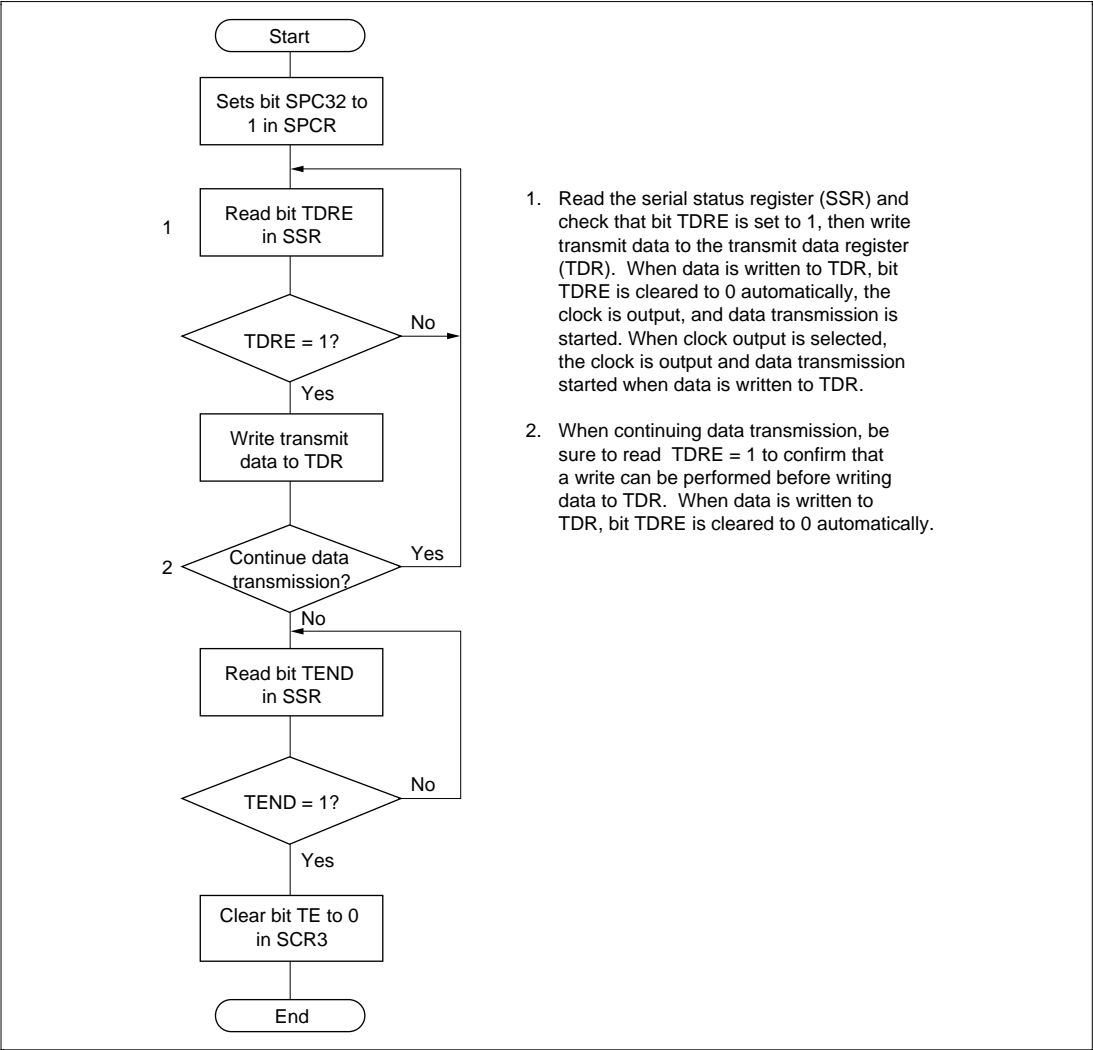 Start
Sets bit SPC32 to
1 in SPCR
1
Read bit TDRE
in SSR
TDRE = 1?
No
Yes
Write transmit
data to TDR
2
Continue data
transmission?
Yes
No
Read bit TEND
in SSR
TEND = 1?
No
Yes
Clear bit TE to 0
in SCR3
End
1. Read the serial status register (SSR) and
check that bit TDRE is set to 1, then write
transmit data to the transmit data register
(TDR).  When data is written to TDR, bit
TDRE is cleared to 0 automatically, the
clock is output, and data transmission is
started. When clock output is selected,
the clock is output and data transmission
started when data is written to TDR.
2. When continuing data transmission, be
sure to read  TDRE = 1 to confirm that
a write can be performed before writing
data to TDR.  When data is written to
TDR, bit TDRE is cleared to 0 automatically.